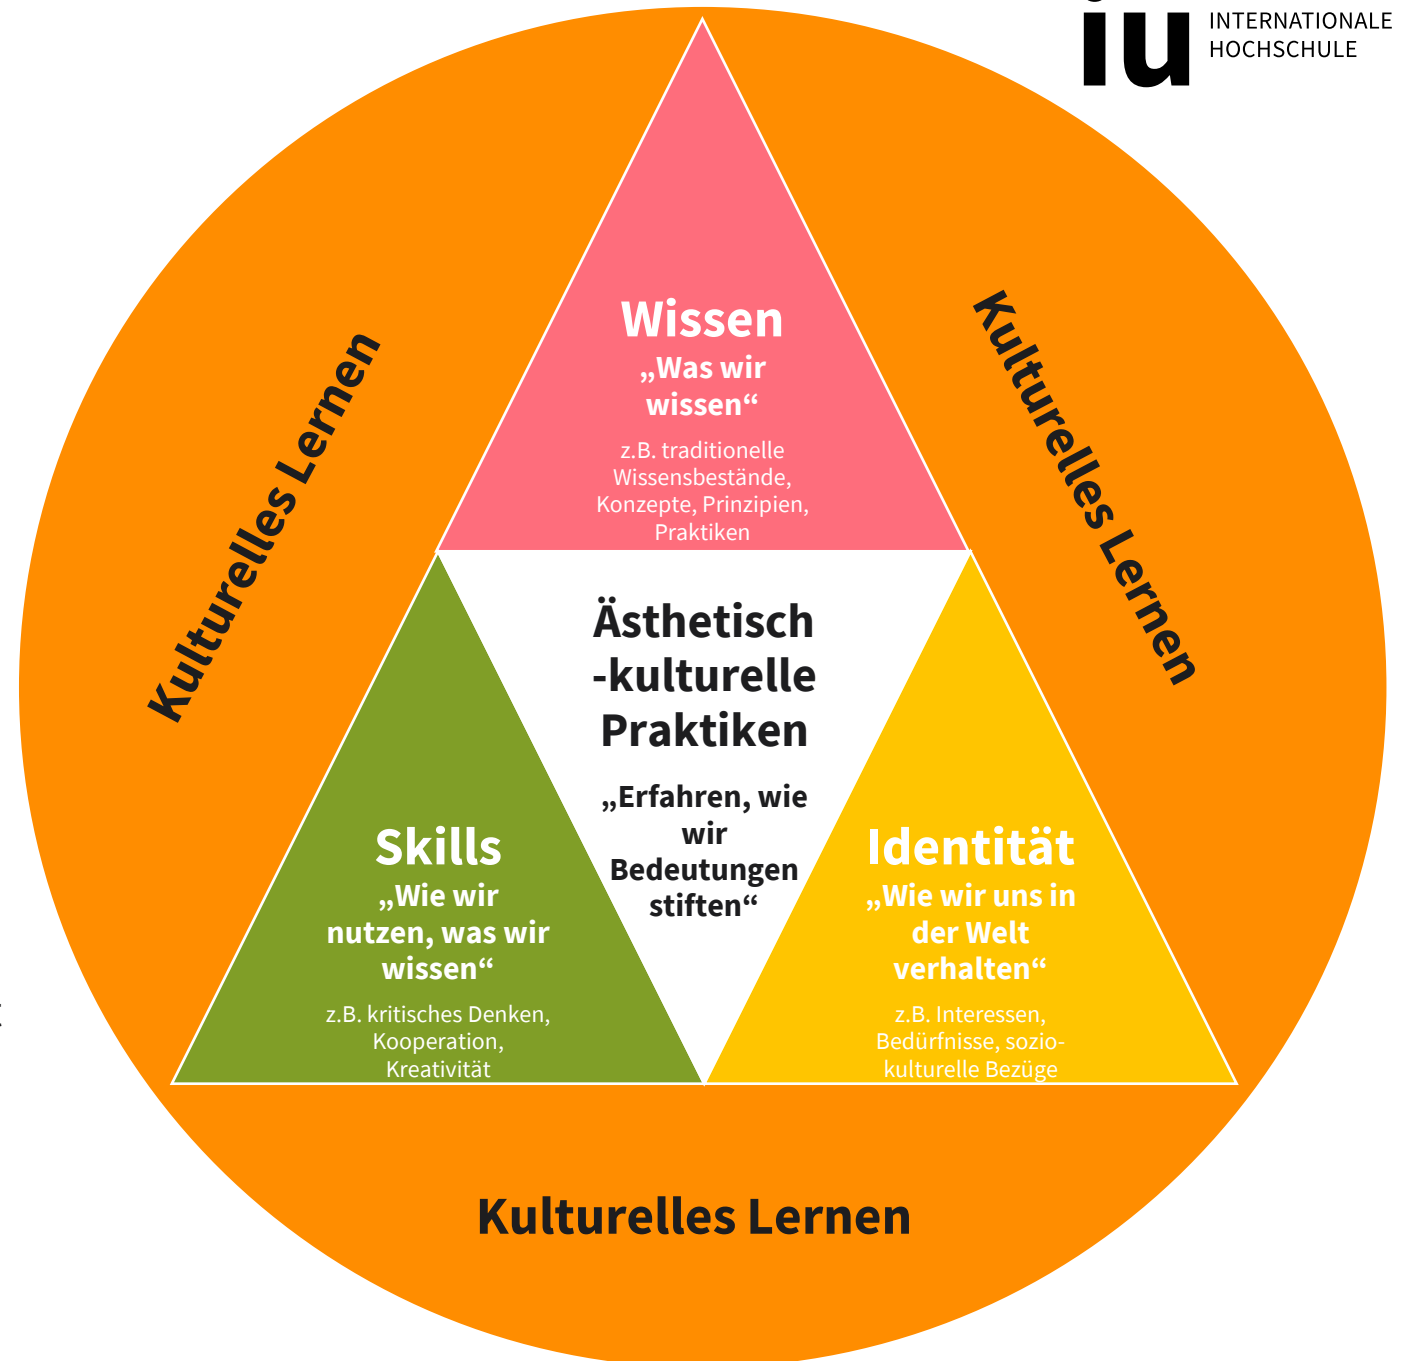 iu INTERNATIONALE
HOCHSCHULE
Kulturelles Lernen
Kulturelles Lernen
Wissen
„Was wir
wissen“
z.B. traditionelle
Wissensbestände,
Konzepte, Prinzipien,
Praktiken
Ästhetisch
-kulturelle
Praktiken
„Erfahren, wie
wir
Bedeutungen
stiften“
Skills
„Wie wir
nutzen, was wir
wissen“
z.B. kritisches Denken,
Kooperation,
Kreativität
Identität
„Wie wir uns in
der Welt
verhalten“
z.B. Interessen,
Bedürfnisse, sozio-
kulturelle Bezüge
Kulturelles Lernen